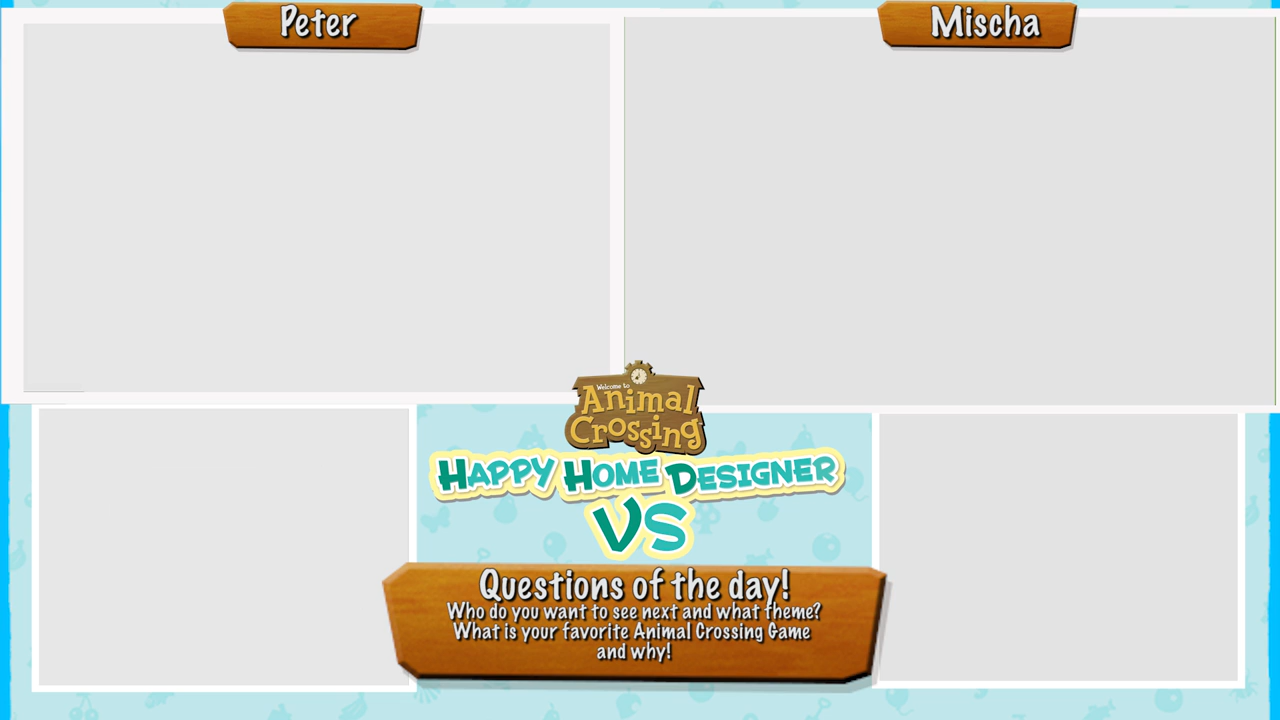 Peter
Mischa
Welcome to
Animal
Crossing
Happy Home Designer
VS
Questions of the day!
Who do you want to see next and what theme?
What is your favorite Animal Crossing Game
and why!